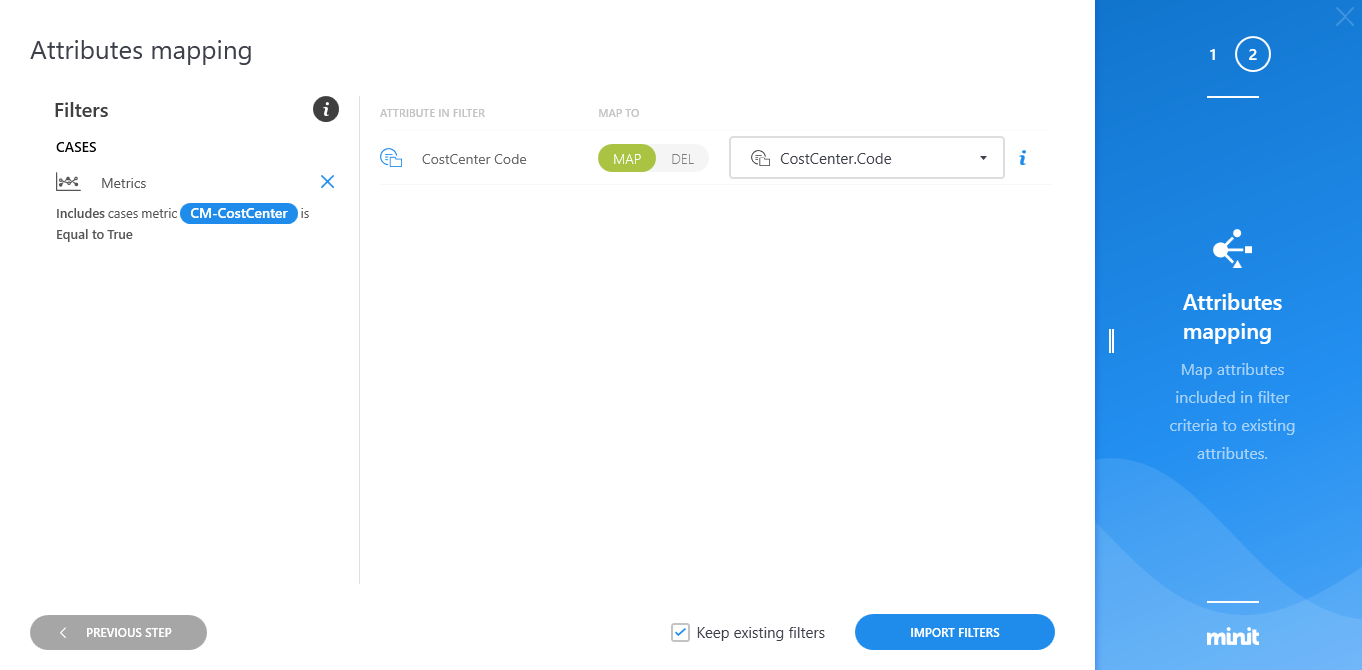 Attributes mapping
Filters
i
CASES
Metrics
Includes cases metric CM-CostCenter is
Equal to True
ATTRIBUTE IN FILTER MAP TO
CostCenter Code MAP DEL CostCenter.Code i
PREVIOUS STEP
Keep existing filters
IMPORT FILTERS
1 2
Attributes
mapping
Map attributes
included in filter
criteria to existing
attributes.
minit